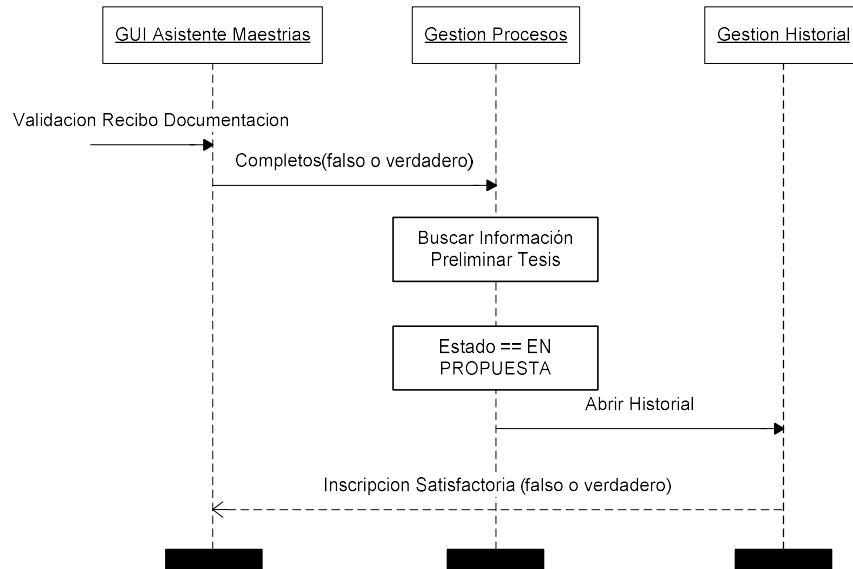 GUI Asistente Maestrias
Gestion Procesos
Gestion Historial
Validacion Recibo Documentacion
Completos(falso o verdadero)
Buscar Información
Preliminar Tesis
Estado == EN
PROPUESTA
Abrir Historial
Inscripcion Satisfactoria (falso o verdadero)